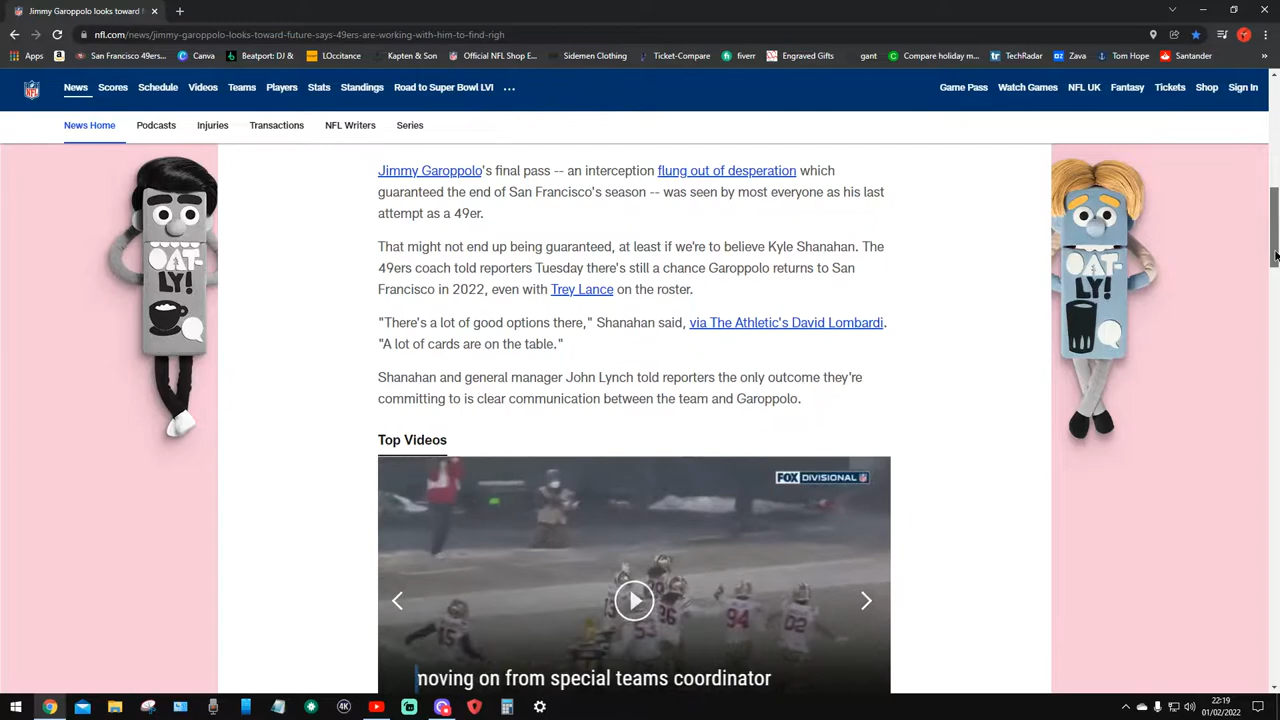 Jimmy Garoppolo looks toward f
nfl.com/news/jimmy-garoppolo-looks-toward-future-says-49ers-are-working-with-him-to-find-righ
Apps San Francisco 49ers... Canva Beatport: DJ & ... LOccitance Kapten & Son Official NFL Shop E... Sidemen Clothing Ticket-Compare fiverr Engraved Gifts gant Compare holiday m... TechRadar Zava Tom Hope Santander
News Scores Schedule Videos Teams Players Stats Standings Road to Super Bowl LVI ... Game Pass Watch Games NFL UK Fantasy Tickets Shop Sign In
News Home Podcasts Injuries Transactions NFL Writers Series
Jimmy Garoppolo's final pass -- an interception flung out of desperation which
guaranteed the end of San Francisco's season -- was seen by most everyone as his last
attempt as a 49er.
That might not end up being guaranteed, at least if we're to believe Kyle Shanahan. The
49ers coach told reporters Tuesday there's still a chance Garoppolo returns to San
Francisco in 2022, even with Trey Lance on the roster.
"There's a lot of good options there," Shanahan said, via The Athletic's David Lombardi.
"A lot of cards are on the table."
Shanahan and general manager John Lynch told reporters the only outcome they're
committing to is clear communication between the team and Garoppolo.
Top Videos
FOX DIVISIONAL
moving on from special teams coordinator
OAT-
LY!
OAT-
LY!
22:19
01/02/2022